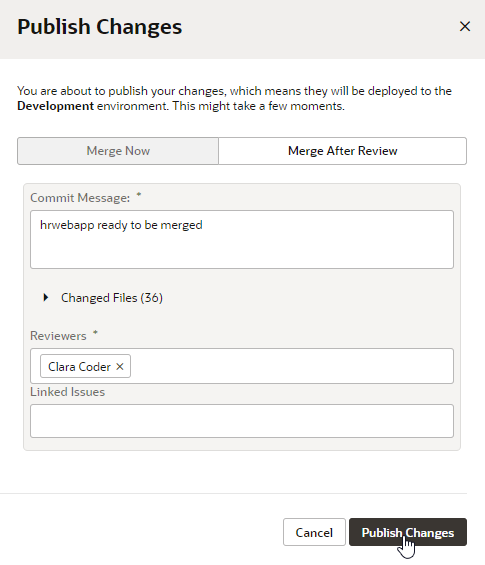 Publish Changes
You are about to publish your changes, which means they will be deployed to the
Development environment. This might take a few moments.
Merge Now
Merge After Review
Commit Message: *
hrwebapp ready to be merged
Changed Files (36)
Reviewers *
Clara Coder
Linked Issues
Cancel
Publish Changes